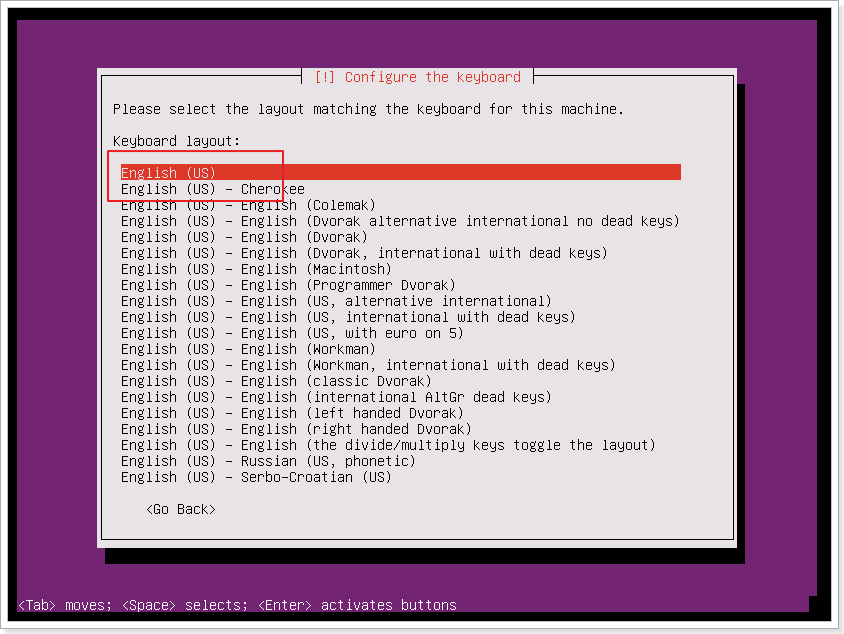 [!] Configure the keyboard
Please select the layout matching the keyboard for this machine.
Keyboard layout:
English (US)
English (US) - Cherokee
English (US) - English (Colemak)
English (US) - English (Dvorak alternative international no dead keys)
English (US) - English (Dvorak)
English (US) - English (Dvorak, international with dead keys)
English (US) - English (Macintosh)
English (US) - English (Programmer Dvorak)
English (US) - English (US, alternative international)
English (US) - English (US, international with dead keys)
English (US) - English (US, with euro on 5)
English (US) - English (Workman)
English (US) - English (Workman, international with dead keys)
English (US) - English (classic Dvorak)
English (US) - English (international AltGr dead keys)
English (US) - English (left handed Dvorak)
English (US) - English (right handed Dvorak)
English (US) - English (the divide/multiply keys toggle the layout)
English (US) - Russian (US, phonetic)
English (US) - Serbo-Croatian (US)
<Go Back>
<Tab> moves; <Space> selects; <Enter> activates buttons